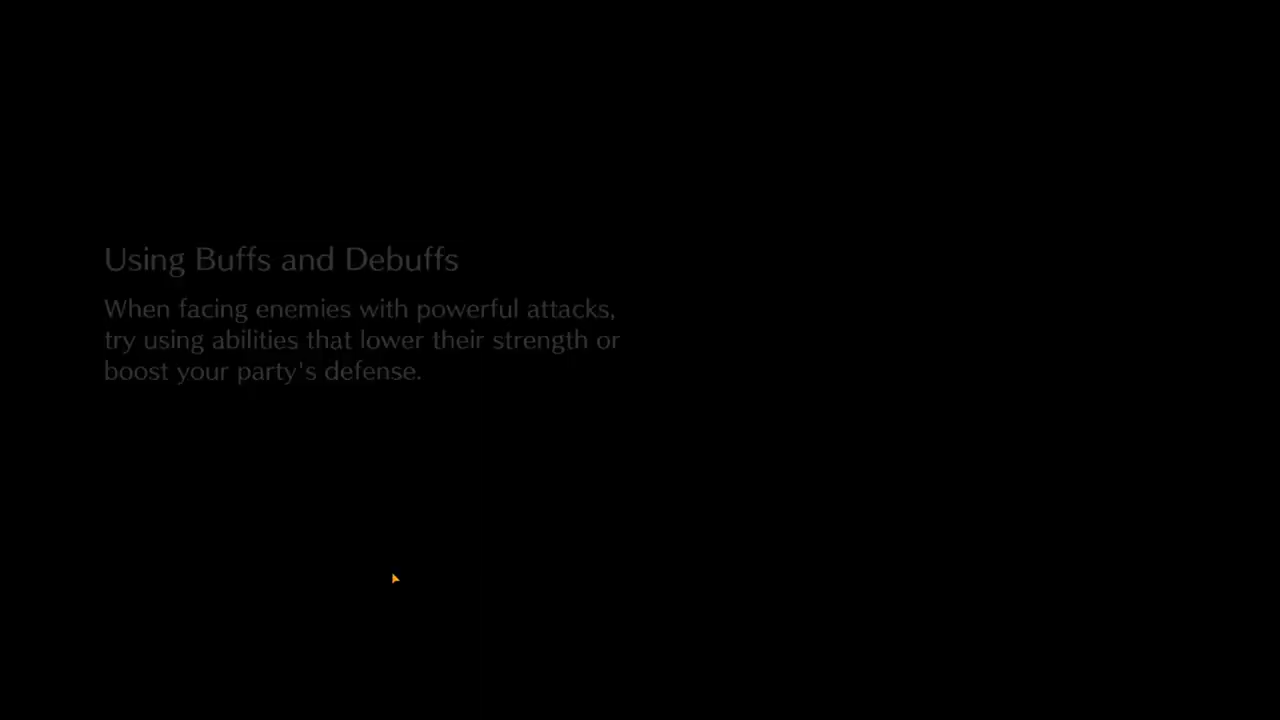 Using Buffs and Debuffs
When facing enemies with powerful attacks,
try using abilities that lower their strength or
boost your party's defense.